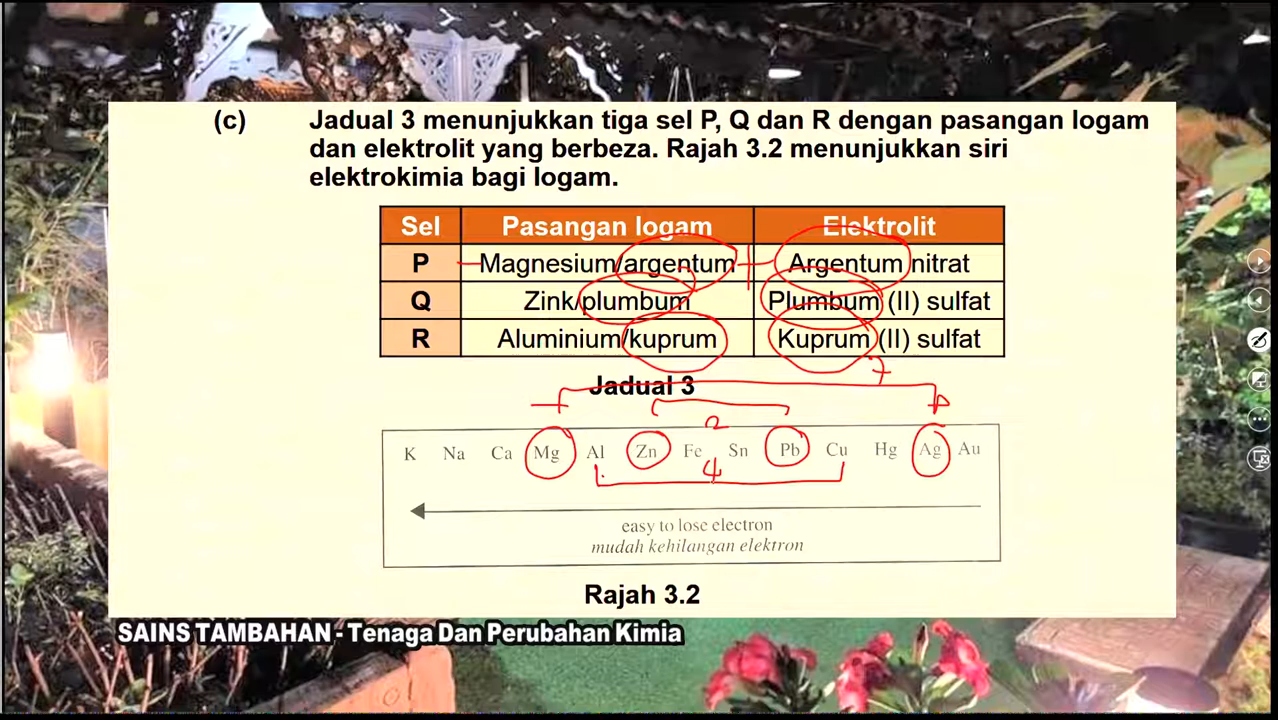 (c) Jadual 3 menunjukkan tiga sel P, Q dan R dengan pasangan logam
dan elektrolit yang berbeza. Rajah 3.2 menunjukkan siri
elektrokimia bagi logam.
Sel Pasangan logam Elektrolit
P Magnesium/argentum Argentum nitrat
Q Zink/plumbum Plumbum (II) sulfat
R Aluminium/kuprum Kuprum (II) sulfat
7
Jadual 3
2
K Na Ca Mg Al Zn Fe Sn Pb Cu Hg Ag Au
4
easy to lose electron
mudah kehilangan elektron
Rajah 3.2
SAINS TAMBAHAN - Tenaga Dan Perubahan Kimia